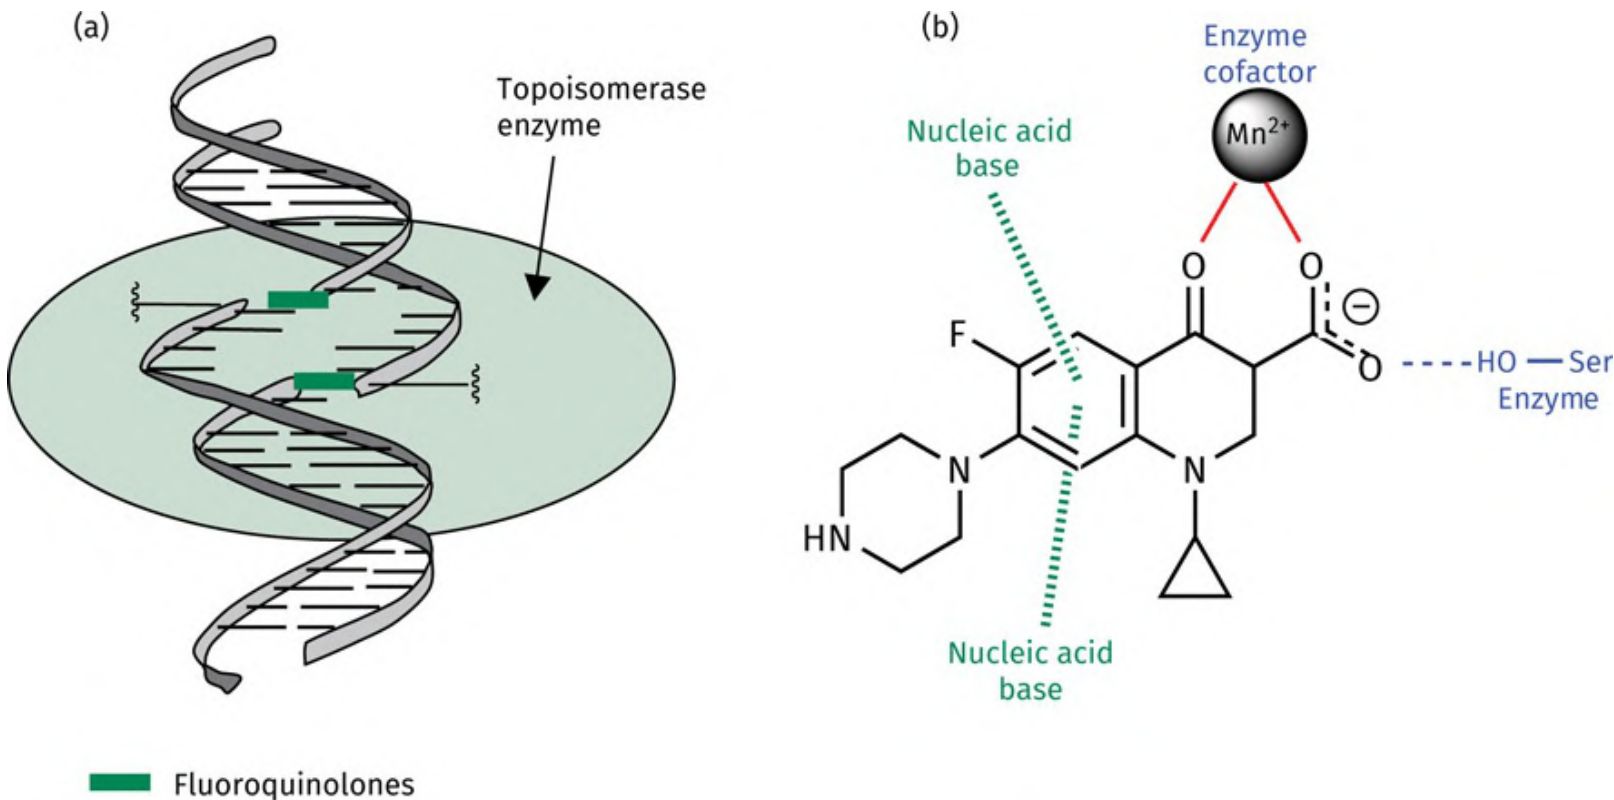 (a)
Topoisomerase
enzyme
Fluoroquinolones
(b)
Enzyme
cofactor
Mn²⁺
Nucleic acid
base
O
O
F
−
O
HO—Ser
Enzyme
N
N
HN
Nucleic acid
base